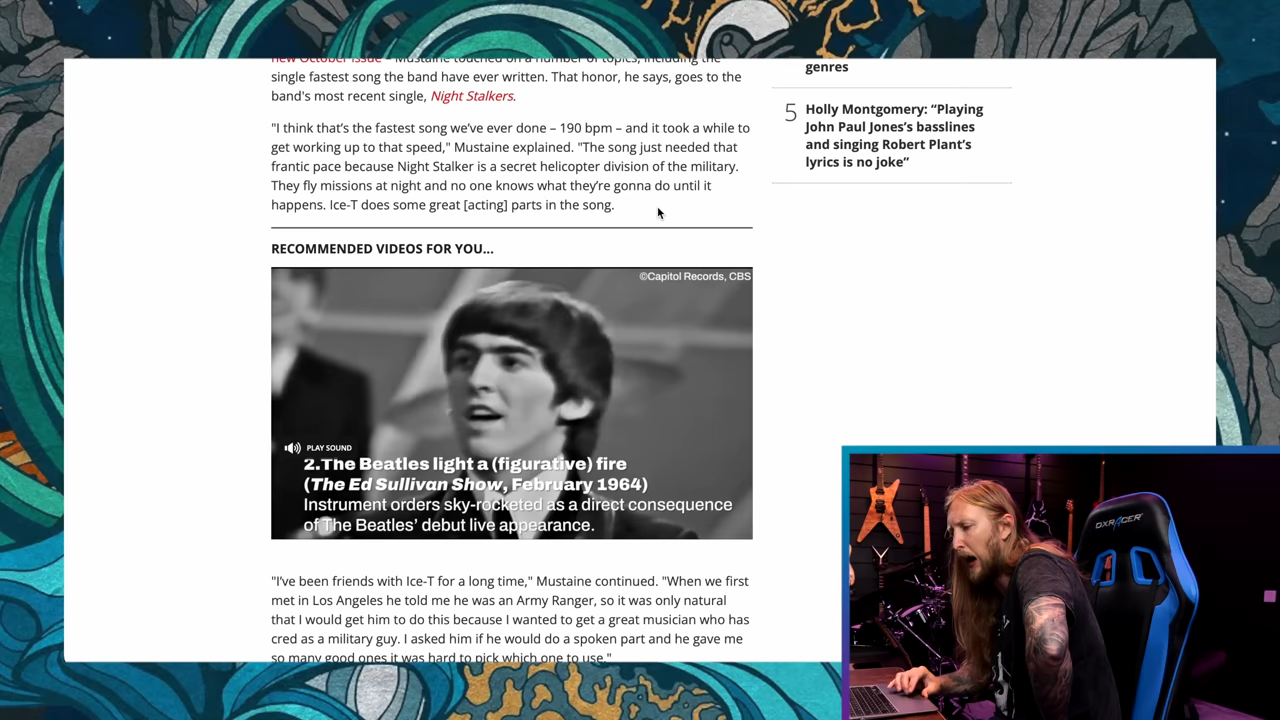 new October issue – Mustaine touched on a number of topics, including the
single fastest song the band have ever written. That honor, he says, goes to the
band's most recent single, Night Stalkers.
"I think that’s the fastest song we’ve ever done – 190 bpm – and it took a while to
get working up to that speed," Mustaine explained. "The song just needed that
frantic pace because Night Stalker is a secret helicopter division of the military.
They fly missions at night and no one knows what they’re gonna do until it
happens. Ice-T does some great [acting] parts in the song.
RECOMMENDED VIDEOS FOR YOU...
©Capitol Records, CBS
PLAY SOUND
2.The Beatles light a (figurative) fire
(The Ed Sullivan Show, February 1964)
Instrument orders sky-rocketed as a direct consequence
of The Beatles’ debut live appearance.
"I’ve been friends with Ice-T for a long time," Mustaine continued. "When we first
met in Los Angeles he told me he was an Army Ranger, so it was only natural
that I would get him to do this because I wanted to get a great musician who has
cred as a military guy. I asked him if he would do a spoken part and he gave me
so many good ones it was hard to pick which one to use."
genres
5
Holly Montgomery: “Playing
John Paul Jones’s basslines
and singing Robert Plant’s
lyrics is no joke”
DXRACER